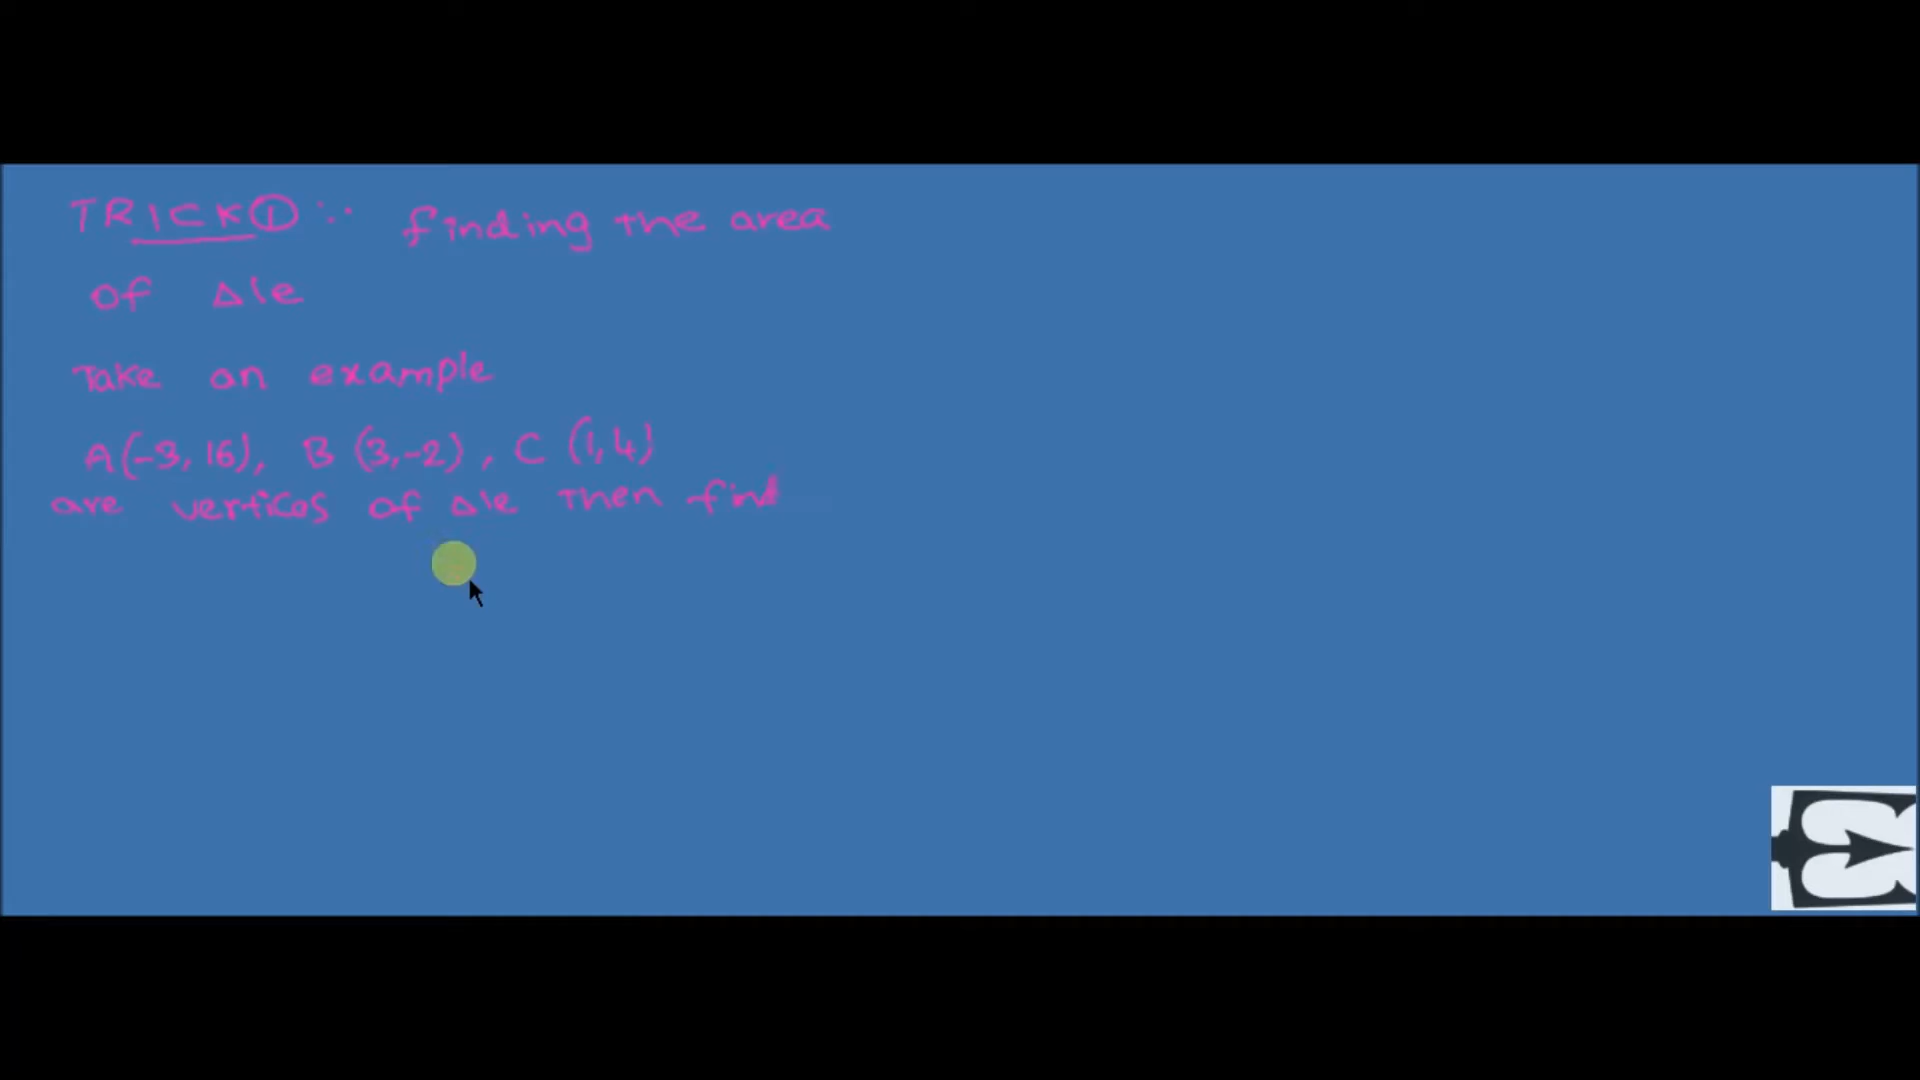 TRICK① :- finding the area
of Δle
Take an example
A(-3, 16), B (3,-2), C (1,4)
are vertices of Δle Then find